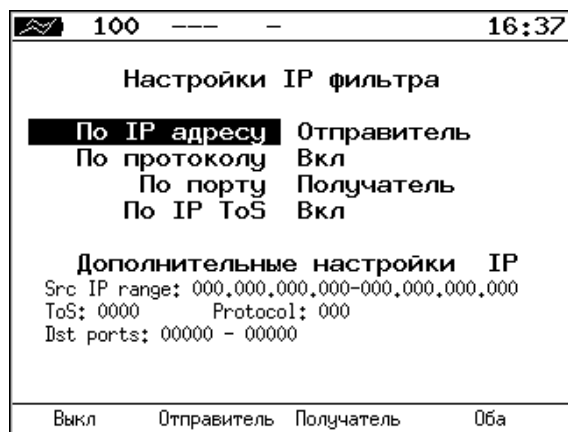 100 --- - 16:37
Настройки IP фильтра
По IP адресу Отправитель
По протоколу Вкл
По порту Получатель
По IP ToS Вкл
Дополнительные настройки IP
Src IP range: 000.000.000.000-000.000.000.000
ToS: 0000 Protocol: 000
Dst ports: 00000 - 00000
Выкл Отправитель Получатель Оба